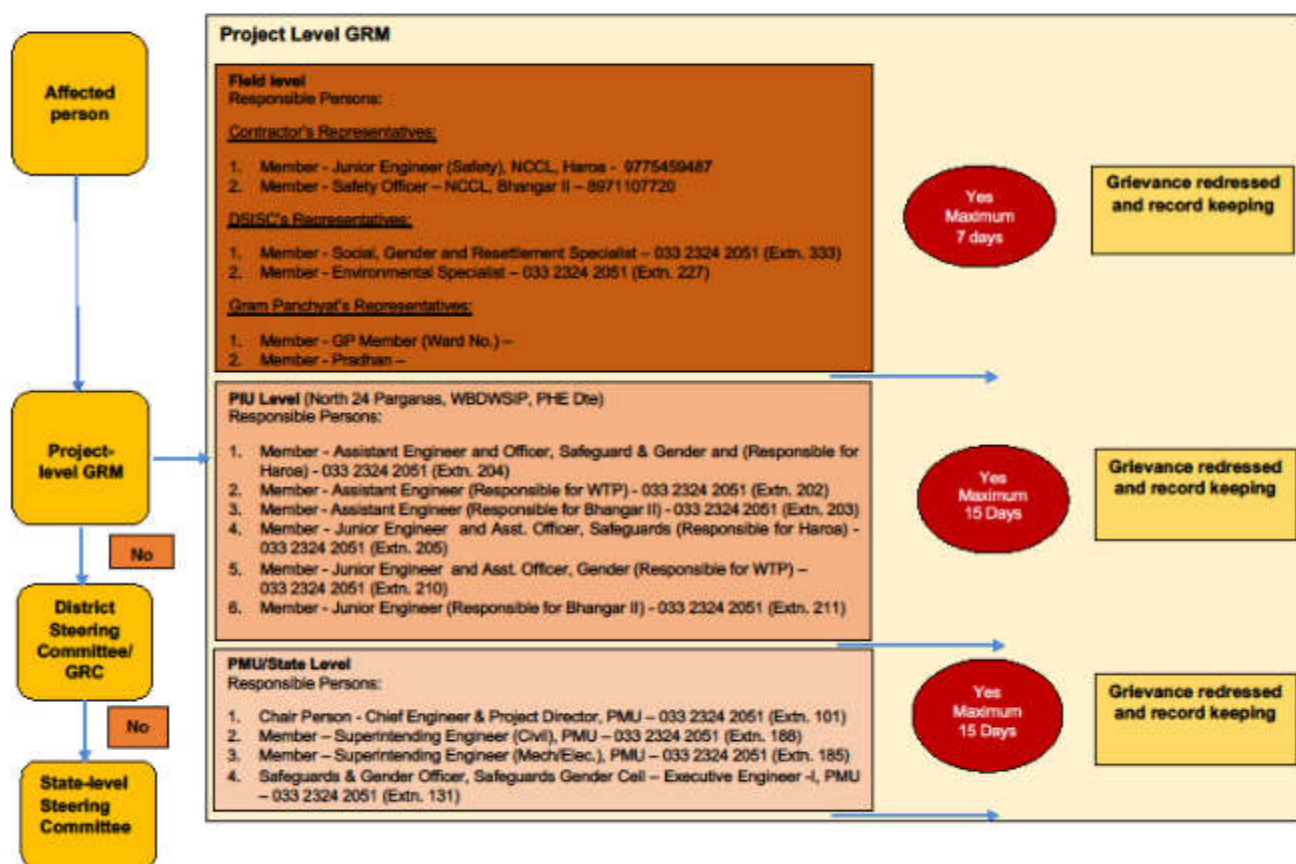 Affected
person
Project-
level GRM
No
District
Steering
Committee/
GRC
No
State-level
Steering
Committee
Project Level GRM
Field level
Responsible Persons:
Contractor's Representatives:
1. Member - Junior Engineer (Safety), NCCL, Haroa - 9775459487
2. Member - Safety Officer – NCCL, Bhangar II – 8971107720
DSISC's Representatives:
1. Member - Social, Gender and Resettlement Specialist – 033 2324 2051 (Extn. 333)
2. Member - Environmental Specialist – 033 2324 2051 (Extn. 227)
Gram Panchyat's Representatives:
1. Member - GP Member (Ward No.) –
2. Member - Pradhan –
Yes
Maximum
7 days
Grievance redressed
and record keeping
PIU Level (North 24 Parganas, WBDWSIP, PHE Dte)
Responsible Persons:
1. Member - Assistant Engineer and Officer, Safeguard & Gender and (Responsible for
Haroa) - 033 2324 2051 (Extn. 204)
2. Member - Assistant Engineer (Responsible for WTP) - 033 2324 2051 (Extn. 202)
3. Member - Assistant Engineer (Responsible for Bhangar II) - 033 2324 2051 (Extn. 203)
4. Member - Junior Engineer and Asst. Officer, Safeguards (Responsible for Haroa) -
033 2324 2051 (Extn. 205)
5. Member - Junior Engineer and Asst. Officer, Gender (Responsible for WTP) –
033 2324 2051 (Extn. 210)
6. Member - Junior Engineer (Responsible for Bhangar II) - 033 2324 2051 (Extn. 211)
Yes
Maximum
15 Days
Grievance redressed
and record keeping
PMU/State Level
Responsible Persons:
1. Chair Person - Chief Engineer & Project Director, PMU – 033 2324 2051 (Extn. 101)
2. Member – Superintending Engineer (Civil), PMU – 033 2324 2051 (Extn. 188)
3. Member – Superintending Engineer (Mech/Elec.), PMU – 033 2324 2051 (Extn. 185)
4. Safeguards & Gender Officer, Safeguards Gender Cell – Executive Engineer -I, PMU
– 033 2324 2051 (Extn. 131)
Yes
Maximum
15 Days
Grievance redressed
and record keeping